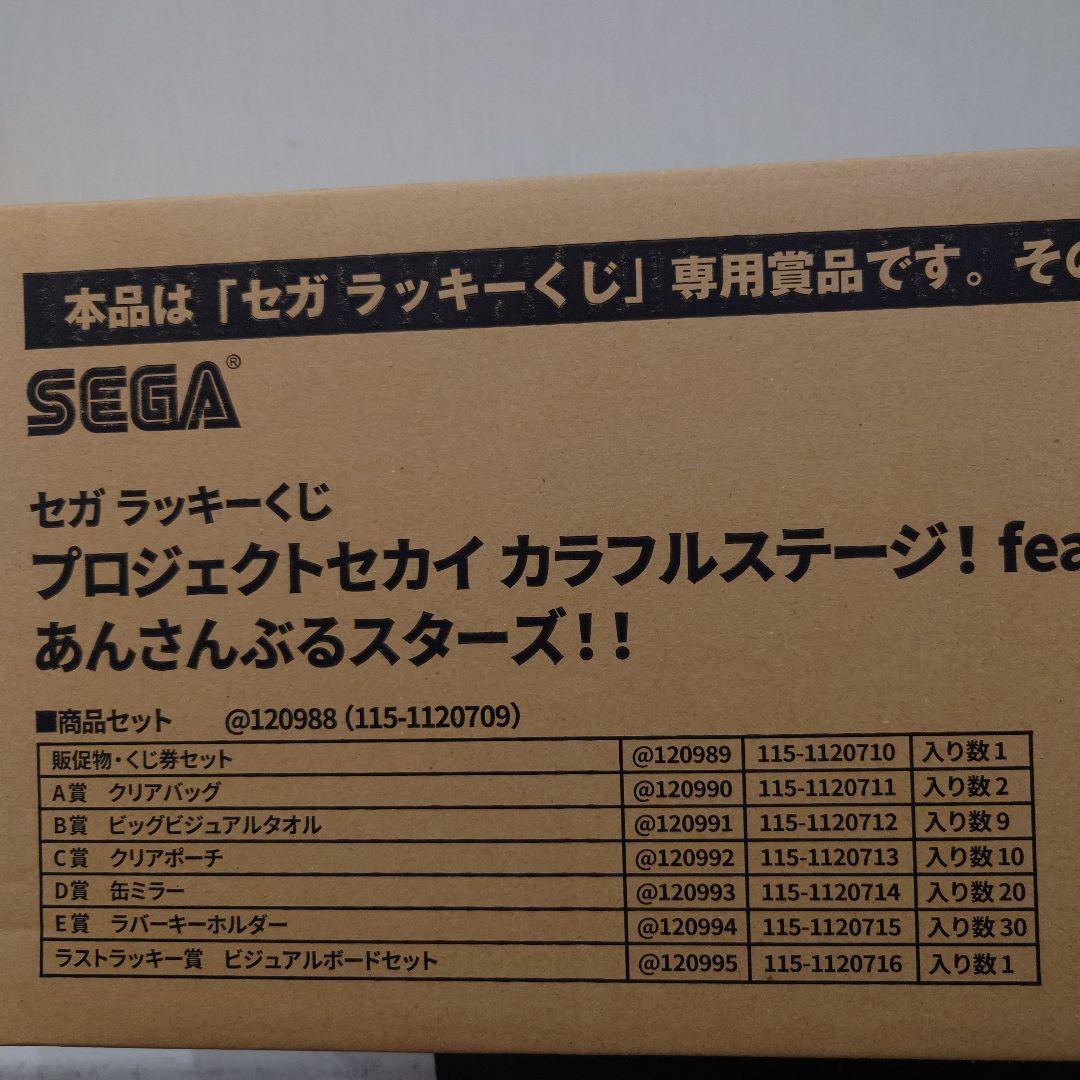 本品は「セガ ラッキーくじ」専用賞品です。その
SEGA®
セガ ラッキーくじ
プロジェクトセカイ カラフルステージ! fea
あんさんぶるスターズ!!
■商品セット @120988(115-1120709)
販促物・くじ券セット @120989 115-1120710 入り数1
A賞 クリアバッグ @120990 115-1120711 入り数2
B賞 ビッグビジュアルタオル @120991 115-1120712 入り数9
C賞 クリアポーチ @120992 115-1120713 入り数10
D賞 缶ミラー @120993 115-1120714 入り数20
E賞 ラバーキーホルダー @120994 115-1120715 入り数30
ラストラッキー賞 ビジュアルボードセット @120995 115-1120716 入り数1